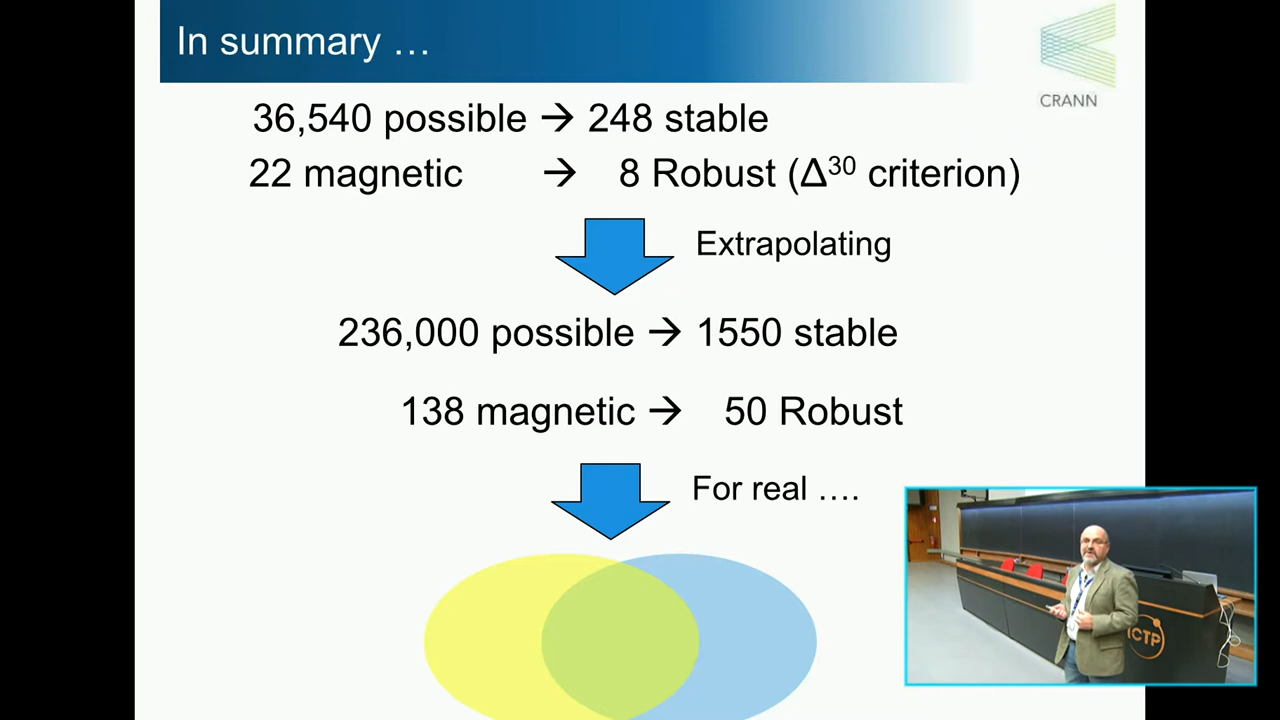 In summary …
CRANN
36,540 possible → 248 stable
22 magnetic → 8 Robust (Δ³⁰ criterion)
Extrapolating
236,000 possible → 1550 stable
138 magnetic → 50 Robust
For real ….
ICTP